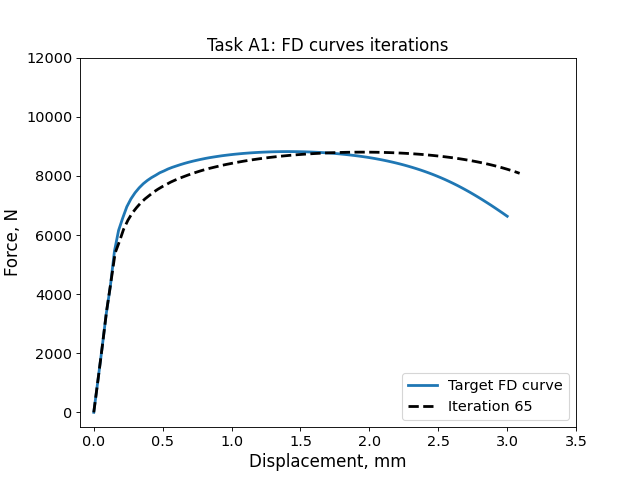 Task A1: FD curves iterations
12000
10000
8000
6000
4000
2000
0
Force, N
0.0 0.5 1.0 1.5 2.0 2.5 3.0 3.5
Displacement, mm
Target FD curve
Iteration 65